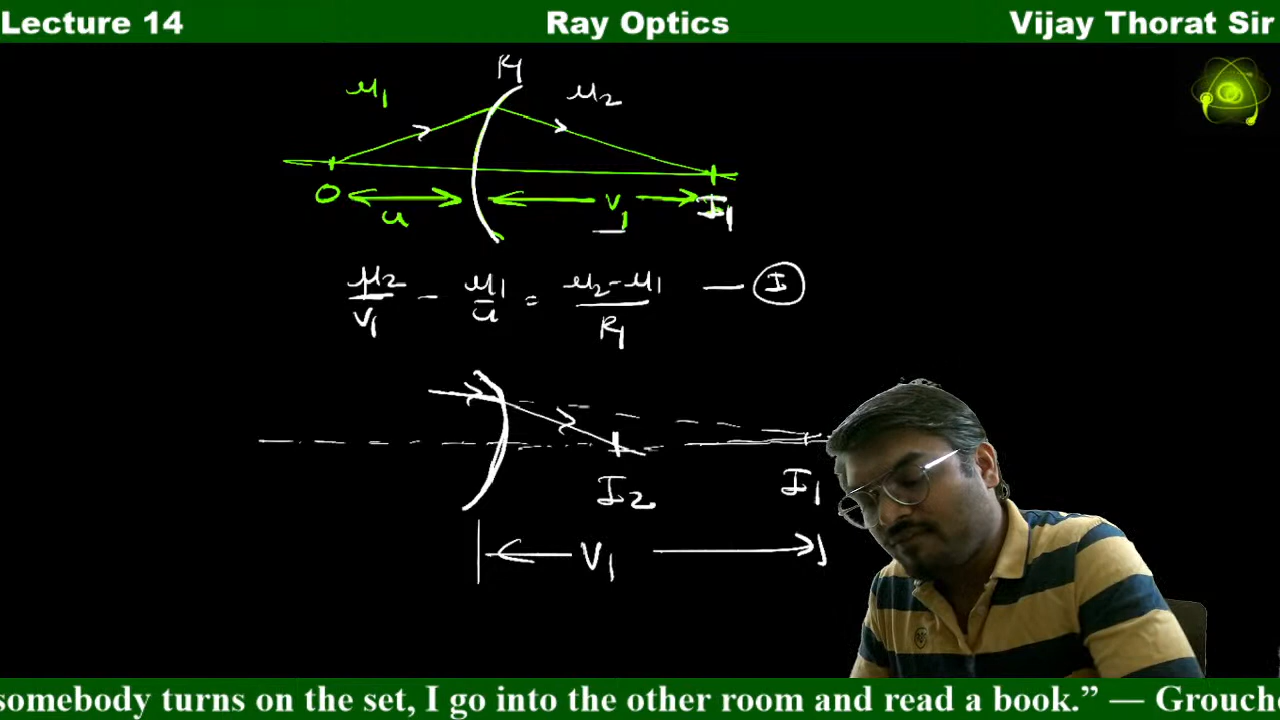 Lecture 14 Ray Optics Vijay Thorat Sir
R₁
μ₁ μ₂
O u v₁ I₁
μ₂/v₁ − μ₁/u = (μ₂−μ₁)/R₁ — I
I₂ I₁
V₁
somebody turns on the set, I go into the other room and read a book.” — Grouch